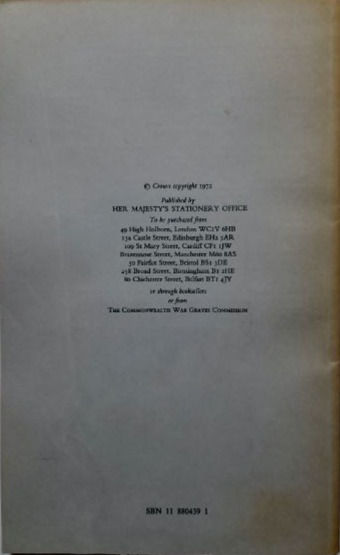 © Crown copyright 1972
Published by
HER MAJESTY'S STATIONERY OFFICE
To be purchased from
49 High Holborn, London WC1V 6HB
13a Castle Street, Edinburgh EH2 3AR
109 St Mary Street, Cardiff CF1 1JW
Brazennose Street, Manchester M60 8AS
50 Fairfax Street, Bristol BS1 3DE
258 Broad Street, Birmingham B1 2HE
80 Chichester Street, Belfast BT1 4JY
or through booksellers
or from
THE COMMONWEALTH WAR GRAVES COMMISSION
SBN 11 880439 1